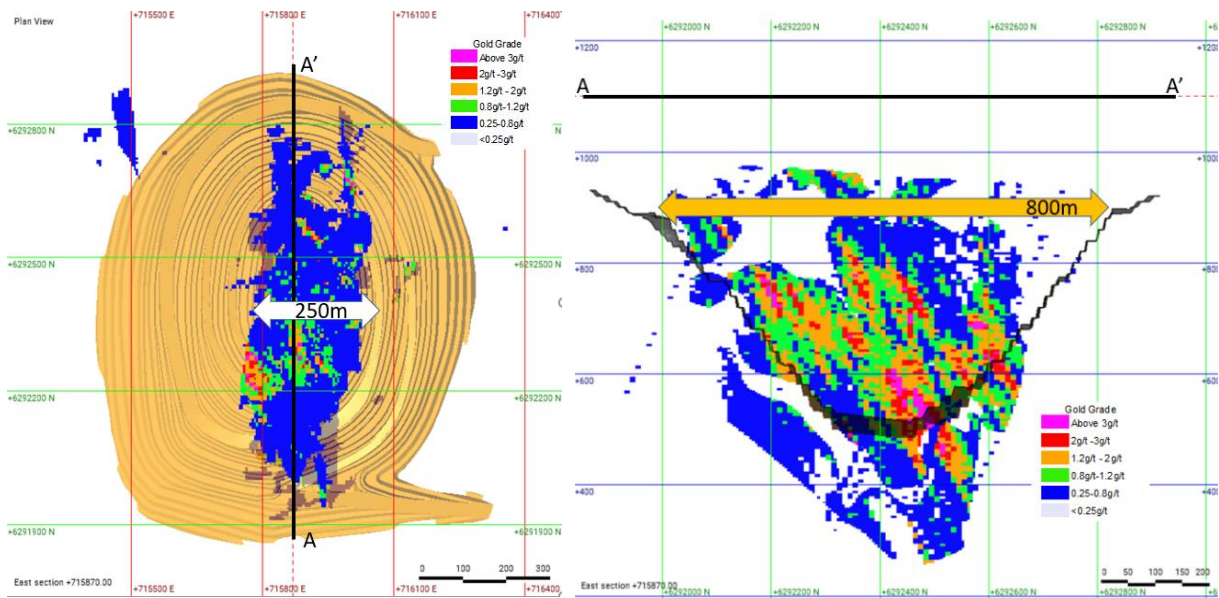 Plan View
+715500 E
+715800 E
+716100 E
+716400 E
A'
Gold Grade
Above 3g/t
2g/t -3g/t
1.2g/t - 2g/t
0.8g/t-1.2g/t
0.25-0.8g/t
<0.25g/t
+6292800 N
N
+6292500 N
+6292500 N
250m
+6292200 N
+6292200 N
+6291900 N
+6291900 N
A
East section +715870.00
0 100 200 300
+715500 E
+715800 E
+716100 E
+716400
+6292000 N
+6292200 N
+6292400 N
+6292600 N
+6292800 N
+1200
+1200
A
A'
+1000
+1000
800m
+800
+800
+600
+600
Gold Grade
Above 3g/t
2g/t -3g/t
1.2g/t - 2g/t
0.8g/t-1.2g/t
0.25-0.8g/t
<0.25g/t
+400
+400
East section +715870.00
0 50 100 150 200
+6292000 N
+6292200 N
+6292400 N
+6292600 N
+6292800 N